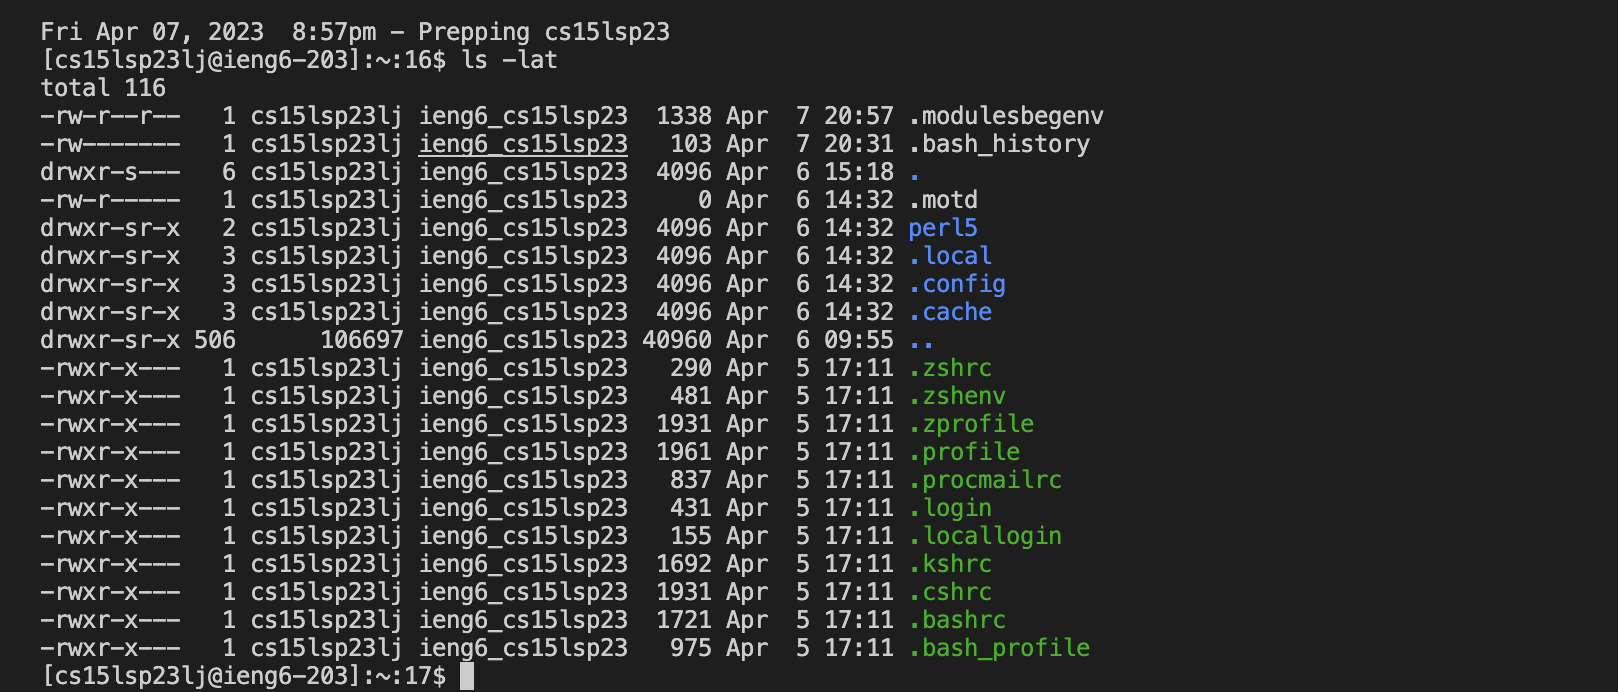 Fri Apr 07, 2023  8:57pm - Prepping cs15lsp23
[cs15lsp23lj@ieng6-203]:~:16$ ls -lat
total 116
-rw-r--r--   1 cs15lsp23lj ieng6_cs15lsp23  1338 Apr  7 20:57 .modulesbegenv
-rw-------   1 cs15lsp23lj ieng6_cs15lsp23   103 Apr  7 20:31 .bash_history
drwxr-s---   6 cs15lsp23lj ieng6_cs15lsp23  4096 Apr  6 15:18 .
-rw-r-----   1 cs15lsp23lj ieng6_cs15lsp23     0 Apr  6 14:32 .motd
drwxr-sr-x   2 cs15lsp23lj ieng6_cs15lsp23  4096 Apr  6 14:32 perl5
drwxr-sr-x   3 cs15lsp23lj ieng6_cs15lsp23  4096 Apr  6 14:32 .local
drwxr-sr-x   3 cs15lsp23lj ieng6_cs15lsp23  4096 Apr  6 14:32 .config
drwxr-sr-x   3 cs15lsp23lj ieng6_cs15lsp23  4096 Apr  6 14:32 .cache
drwxr-sr-x 506      106697 ieng6_cs15lsp23 40960 Apr  6 09:55 ..
-rwxr-x---   1 cs15lsp23lj ieng6_cs15lsp23   290 Apr  5 17:11 .zshrc
-rwxr-x---   1 cs15lsp23lj ieng6_cs15lsp23   481 Apr  5 17:11 .zshenv
-rwxr-x---   1 cs15lsp23lj ieng6_cs15lsp23  1931 Apr  5 17:11 .zprofile
-rwxr-x---   1 cs15lsp23lj ieng6_cs15lsp23  1961 Apr  5 17:11 .profile
-rwxr-x---   1 cs15lsp23lj ieng6_cs15lsp23   837 Apr  5 17:11 .procmailrc
-rwxr-x---   1 cs15lsp23lj ieng6_cs15lsp23   431 Apr  5 17:11 .login
-rwxr-x---   1 cs15lsp23lj ieng6_cs15lsp23   155 Apr  5 17:11 .locallogin
-rwxr-x---   1 cs15lsp23lj ieng6_cs15lsp23  1692 Apr  5 17:11 .kshrc
-rwxr-x---   1 cs15lsp23lj ieng6_cs15lsp23  1931 Apr  5 17:11 .cshrc
-rwxr-x---   1 cs15lsp23lj ieng6_cs15lsp23  1721 Apr  5 17:11 .bashrc
-rwxr-x---   1 cs15lsp23lj ieng6_cs15lsp23   975 Apr  5 17:11 .bash_profile
[cs15lsp23lj@ieng6-203]:~:17$